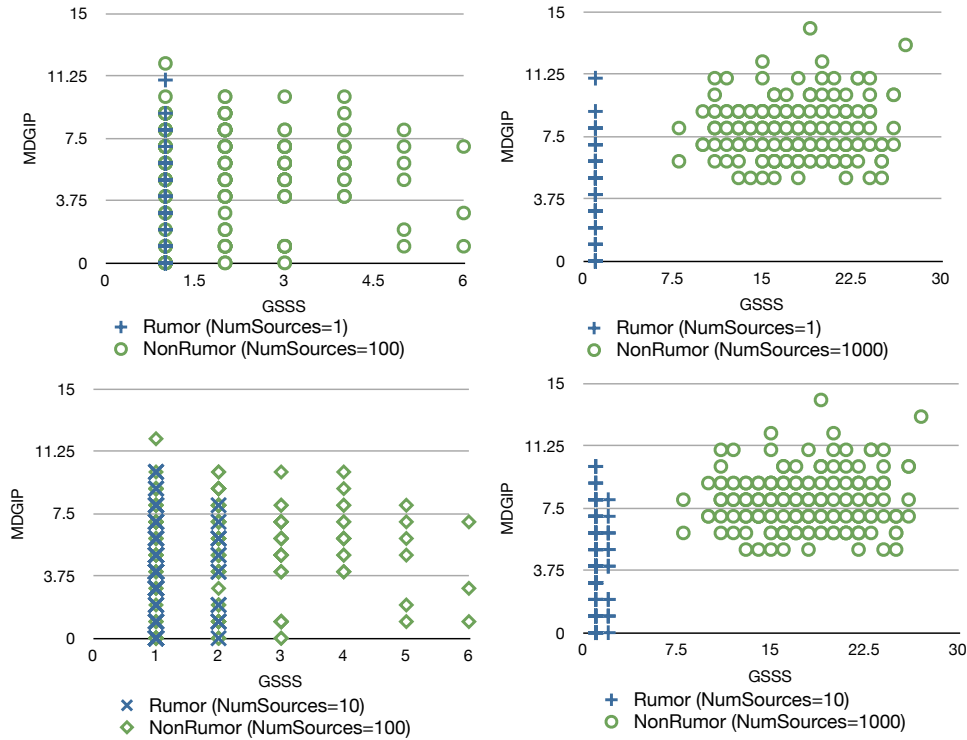 15
11.25
MDGIP
7.5
3.75
0
0 1.5 3 4.5 6
GSSS
Rumor (NumSources=1)
NonRumor (NumSources=100)
15
11.25
MDGIP
7.5
3.75
0
0 7.5 15 22.5 30
GSSS
Rumor (NumSources=1)
NonRumor (NumSources=1000)
15
11.25
MDGIP
7.5
3.75
0
0 1 2 3 4 5 6
GSSS
Rumor (NumSources=10)
NonRumor (NumSources=100)
15
11.25
MDGIP
7.5
3.75
0
0 7.5 15 22.5 30
GSSS
Rumor (NumSources=10)
NonRumor (NumSources=1000)